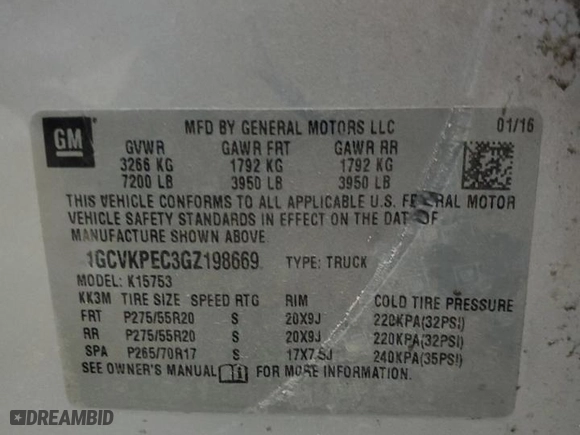 GM
MFD BY GENERAL MOTORS LLC 01/16
GVWR GAWR FRT GAWR RR
3266 KG 1792 KG 1792 KG
7200 LB 3950 LB 3950 LB
THIS VEHICLE CONFORMS TO ALL APPLICABLE U.S. FEDERAL MOTOR
VEHICLE SAFETY STANDARDS IN EFFECT ON THE DATE OF
MANUFACTURE SHOWN ABOVE.
1GCVKPEC3GZ198669 TYPE: TRUCK
MODEL: K15753
KK3M TIRE SIZE SPEED RTG RIM COLD TIRE PRESSURE
FRT P275/55R20 S 20X9J 220KPA(32PSI)
RR P275/55R20 S 20X9J 220KPA(32PSI)
SPA P265/70R17 S 17X7.5J 240KPA(35PSI)
SEE OWNER'S MANUAL FOR MORE INFORMATION.
DREAMBID